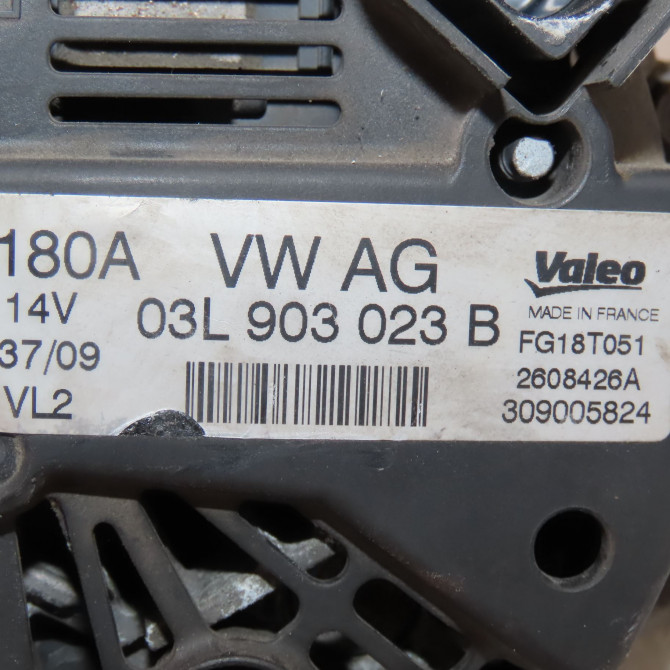 180A VW AG Valeo
14V 03L 903 023 B MADE IN FRANCE
37/09 FG18T051
VL2 2608426A
309005824